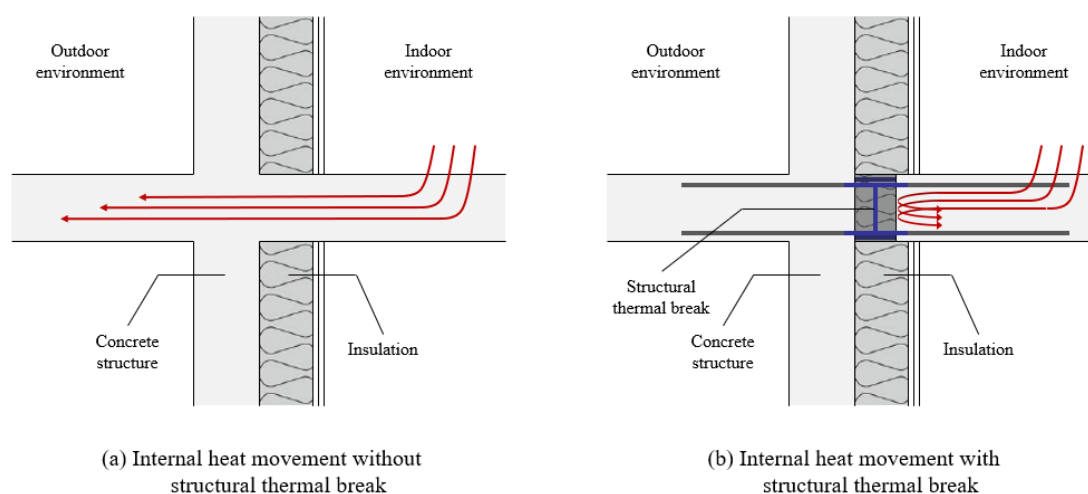 Outdoor
environment
Indoor
environment
Concrete
structure
Insulation
(a) Internal heat movement without
structural thermal break
Outdoor
environment
Indoor
environment
Structural
thermal break
Concrete
structure
Insulation
(b) Internal heat movement with
structural thermal break